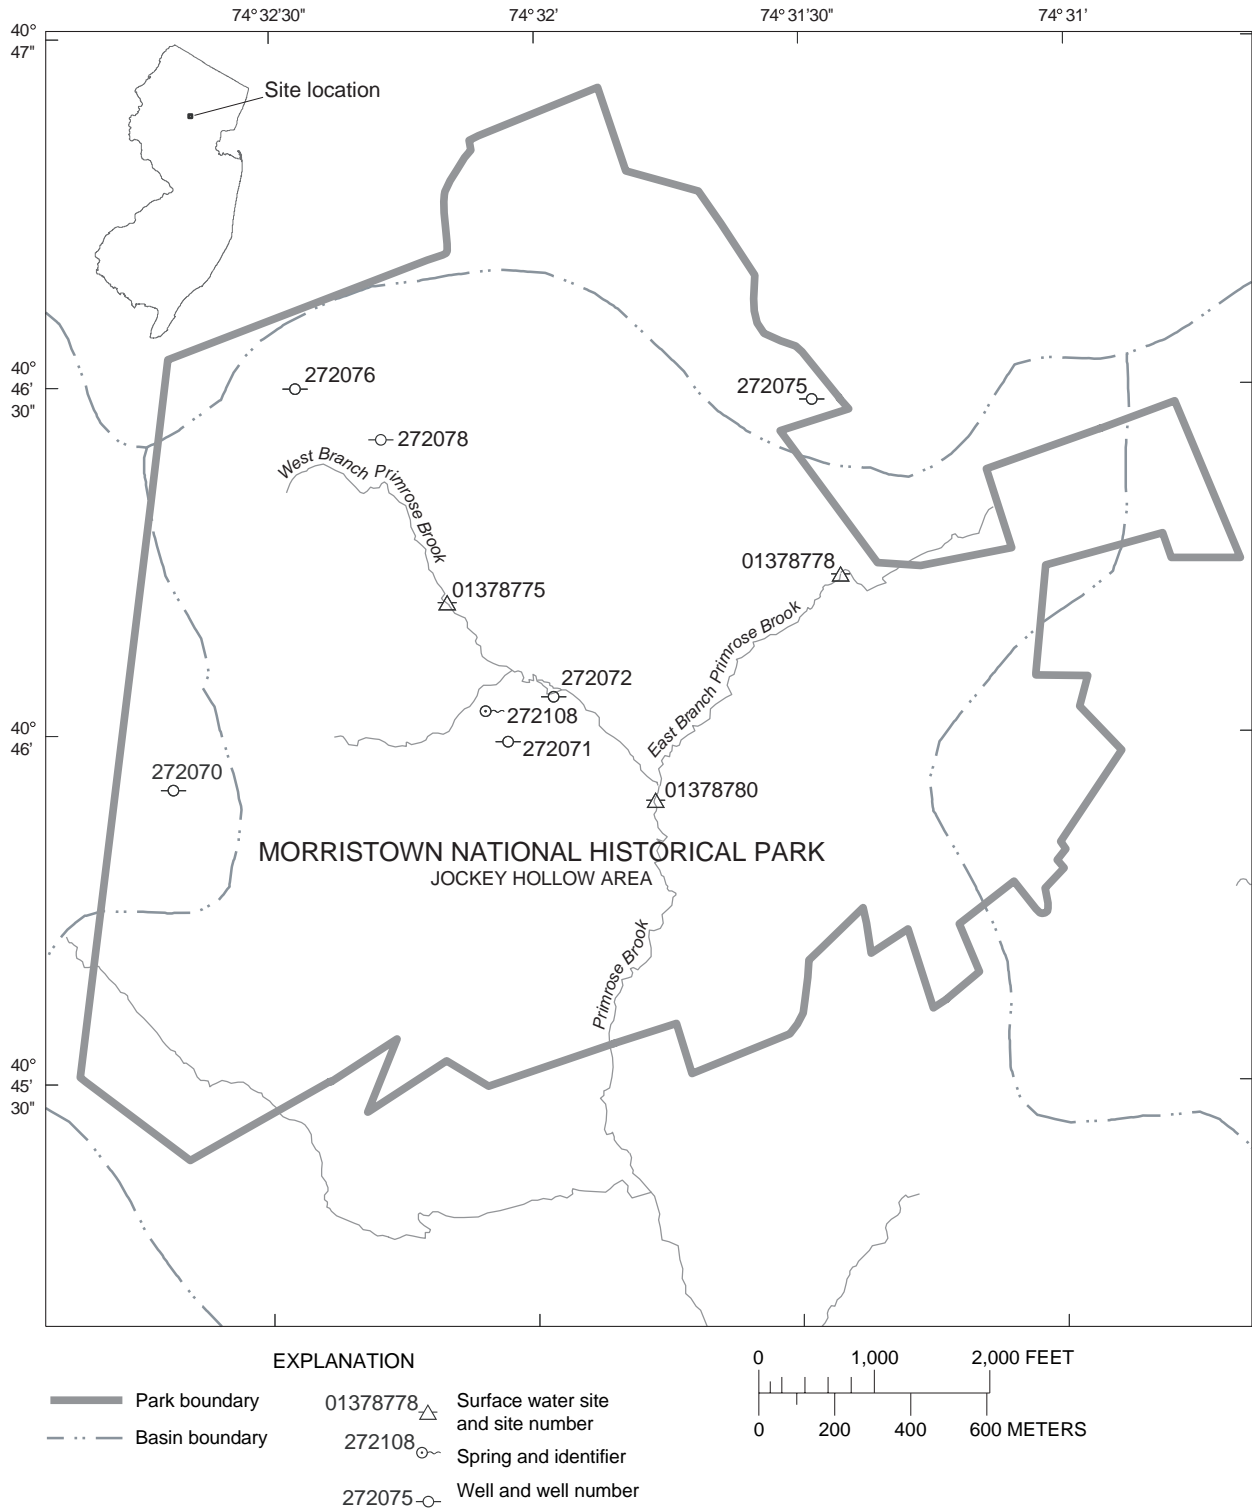 74° 32' 30"
74° 32'
74° 31' 30"
74° 31'
40°
47"
Site location
40°
46'
30"
272076
272075
272078
West Branch Primrose Brook
01378778
01378775
East Branch Primrose Brook
272072
272108
272071
40°
46'
272070
01378780
MORRISTOWN NATIONAL HISTORICAL PARK
JOCKEY HOLLOW AREA
Primrose Brook
40°
45'
30"
EXPLANATION
Park boundary
Basin boundary
01378778
Surface water site
and site number
272108
Spring and identifier
272075
Well and well number
0 1,000 2,000 FEET
0 200 400 600 METERS